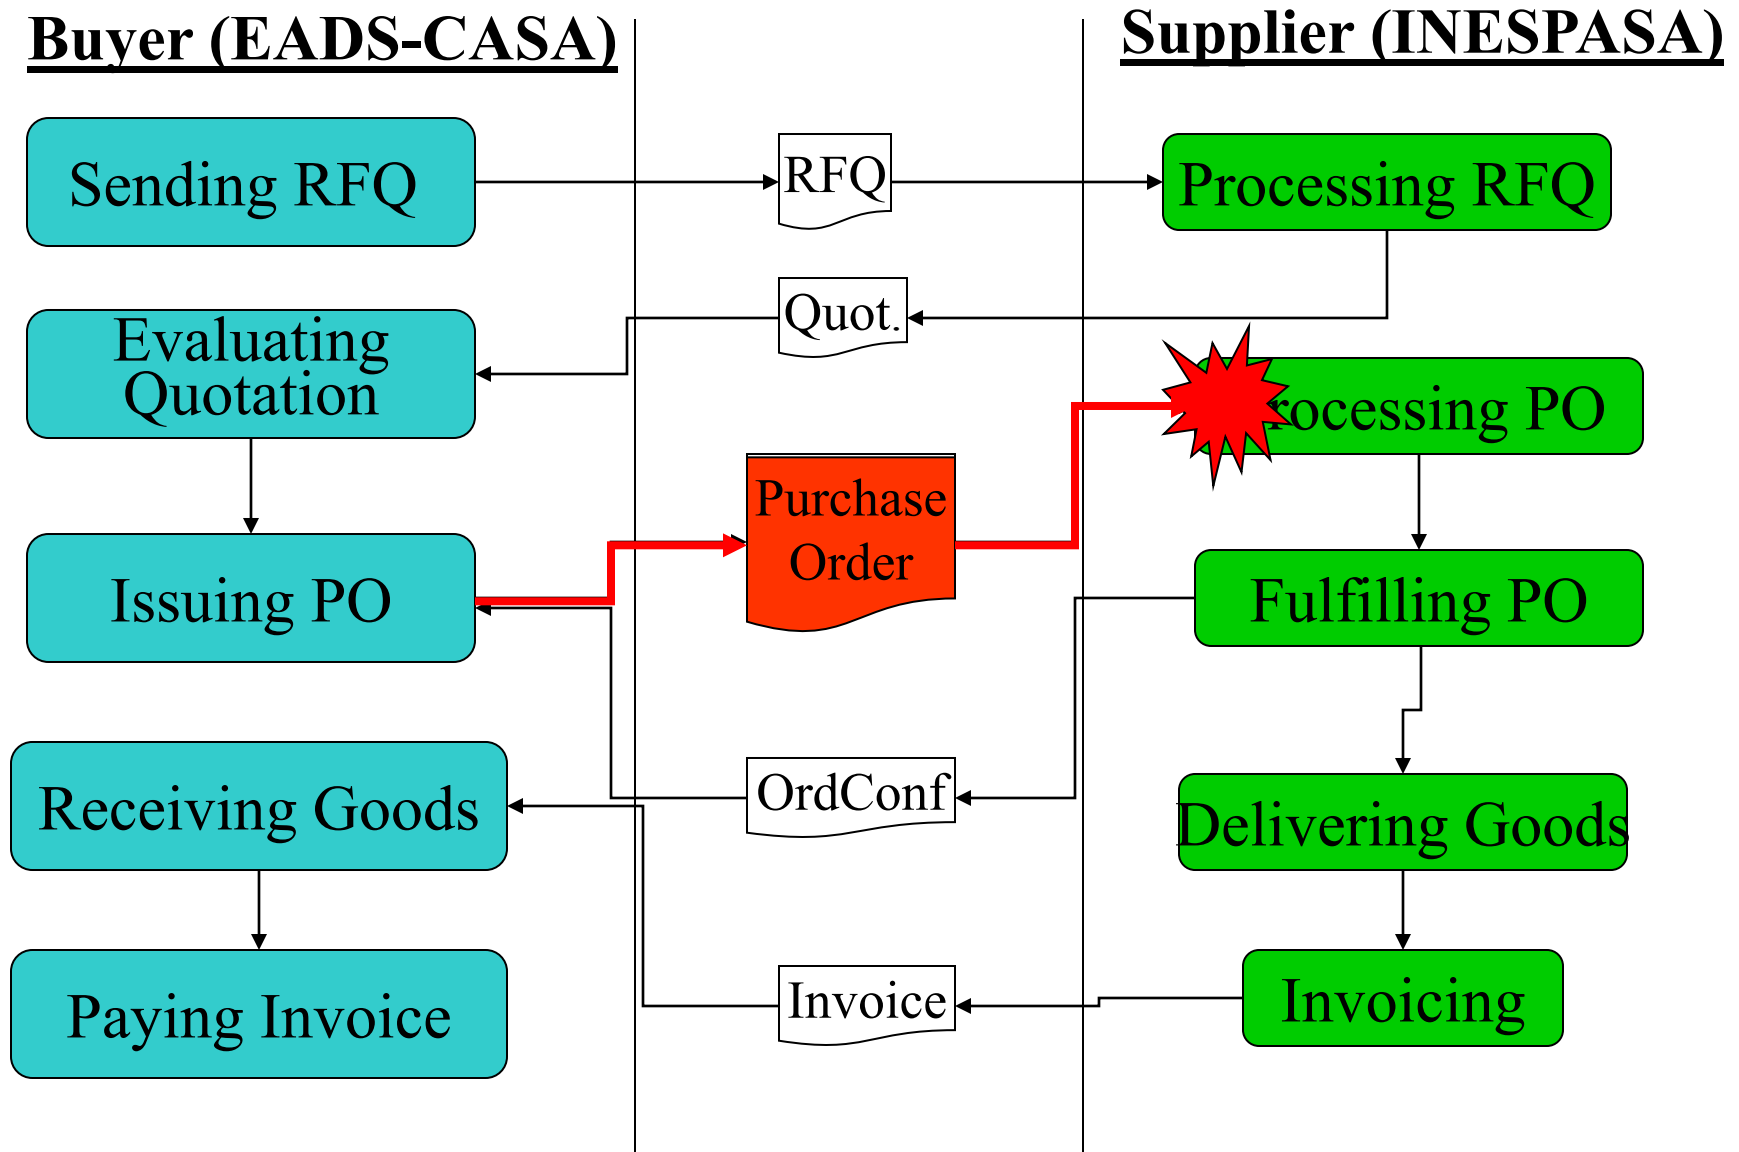 Buyer (EADS-CASA)
Supplier (INESPASA)
Sending RFQ
RFQ
Processing RFQ
Quot.
Evaluating
Quotation
rocessing PO
Purchase
Order
Issuing PO
Fulfilling PO
Receiving Goods
OrdConf
Delivering Goods
Paying Invoice
Invoice
Invoicing